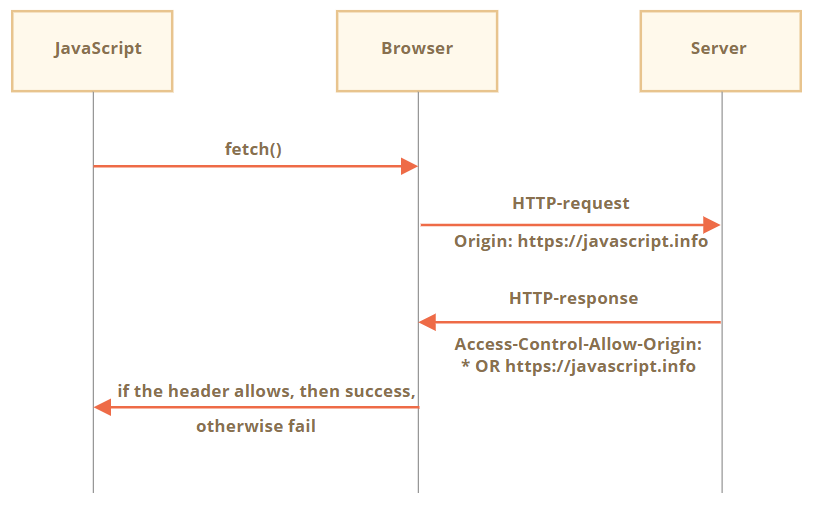 JavaScript
Browser
Server
fetch()
HTTP-request
Origin: https://javascript.info
HTTP-response
Access-Control-Allow-Origin:
* OR https://javascript.info
if the header allows, then success,
otherwise fail